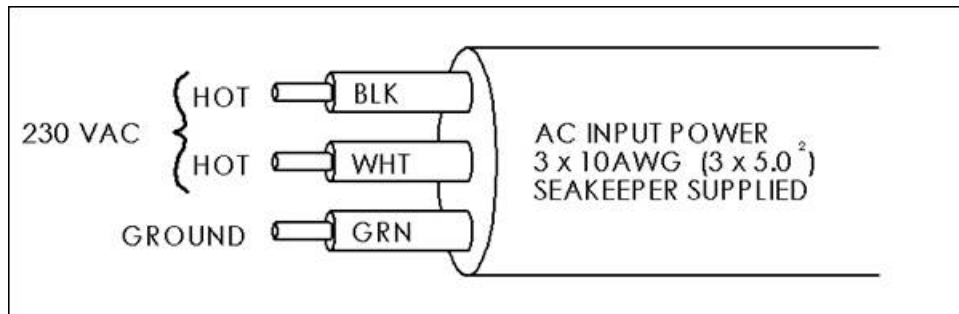 HOT
BLK
230 VAC
HOT
WHT
GROUND
GRN
AC INPUT POWER
3 x 10AWG (3 x 5.0²)
SEAKEEPER SUPPLIED